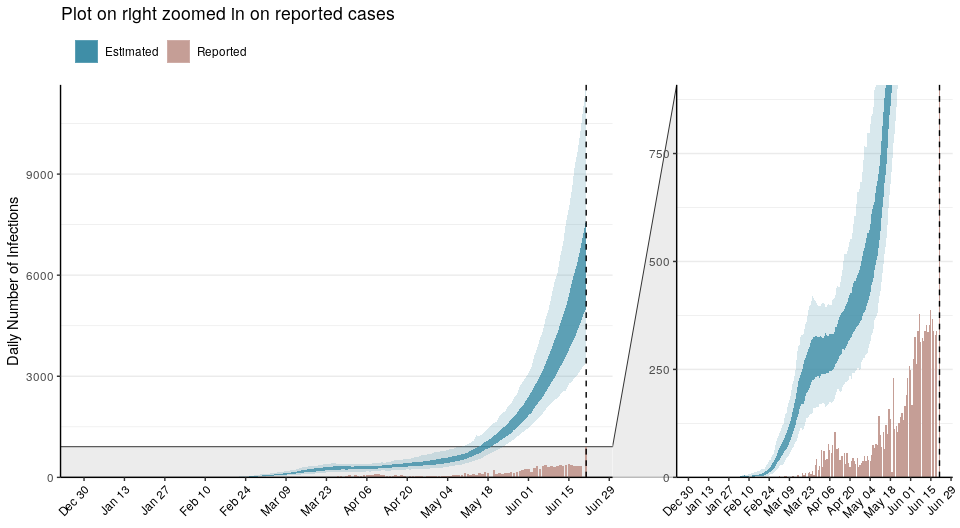 Plot on right zoomed in on reported cases
Estimated Reported
Daily Number of Infections
9000
6000
3000
0
Dec 30 Jan 13 Jan 27 Feb 10 Feb 24 Mar 09 Mar 23 Apr 06 Apr 20 May 04 May 18 Jun 01 Jun 15 Jun 29
750
500
250
0
Dec 30 Jan 13 Jan 27 Feb 10 Feb 24 Mar 09 Mar 23 Apr 06 Apr 20 May 04 May 18 Jun 01 Jun 15 Jun 29